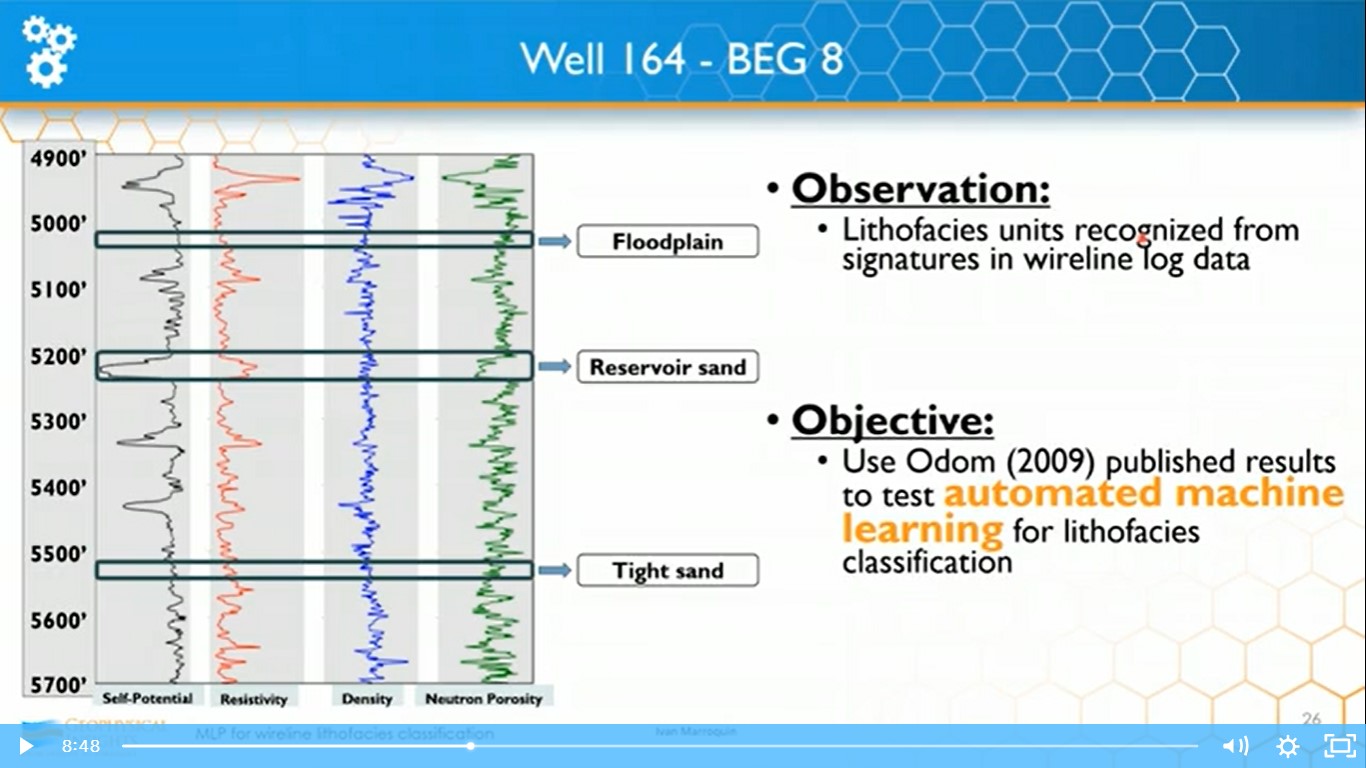 Well 164 - BEG 8
4900’
5000’
5100’
5200’
5300’
5400’
5500’
5600’
5700’
Floodplain
Reservoir sand
Tight sand
Self-Potential
Resistivity
Density
Neutron Porosity
• Observation:
• Lithofacies units recognized from
signatures in wireline log data
• Objective:
• Use Odom (2009) published results
to test automated machine
learning for lithofacies
classification
26
GEOPHYSICAL
MLP for wireline lithofacies classification
Ivan Marroquin
8:48